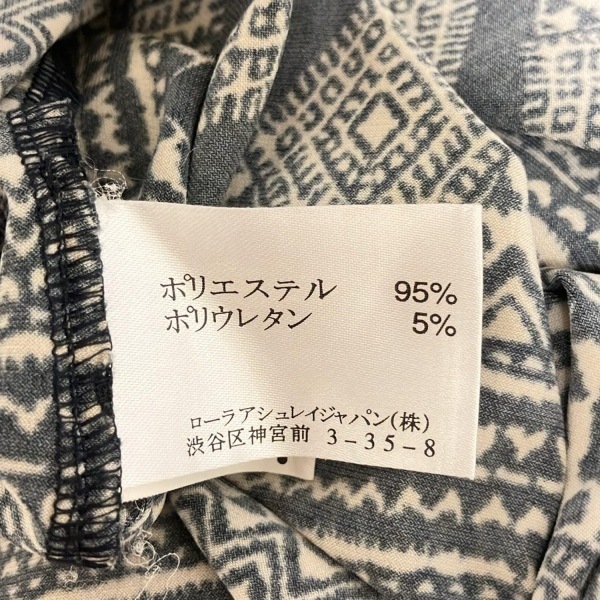 ポリエステル 95%
ポリウレタン 5%
ローラアシュレイジャパン(株)
渋谷区神宮前 3-35-8